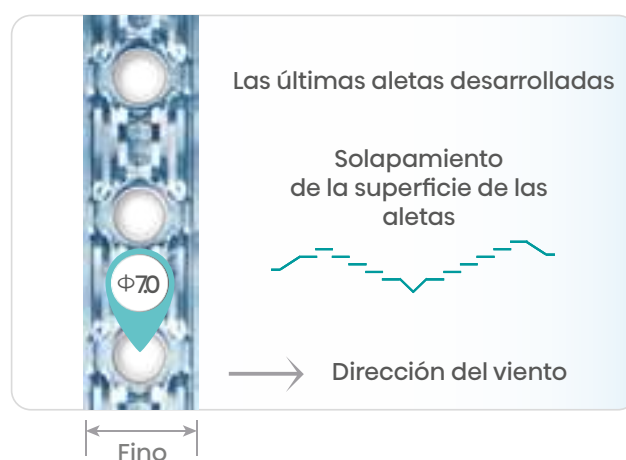 Las últimas aletas desarrolladas
Solapamiento
de la superficie de las
aletas
Φ7.0
Dirección del viento
Fino